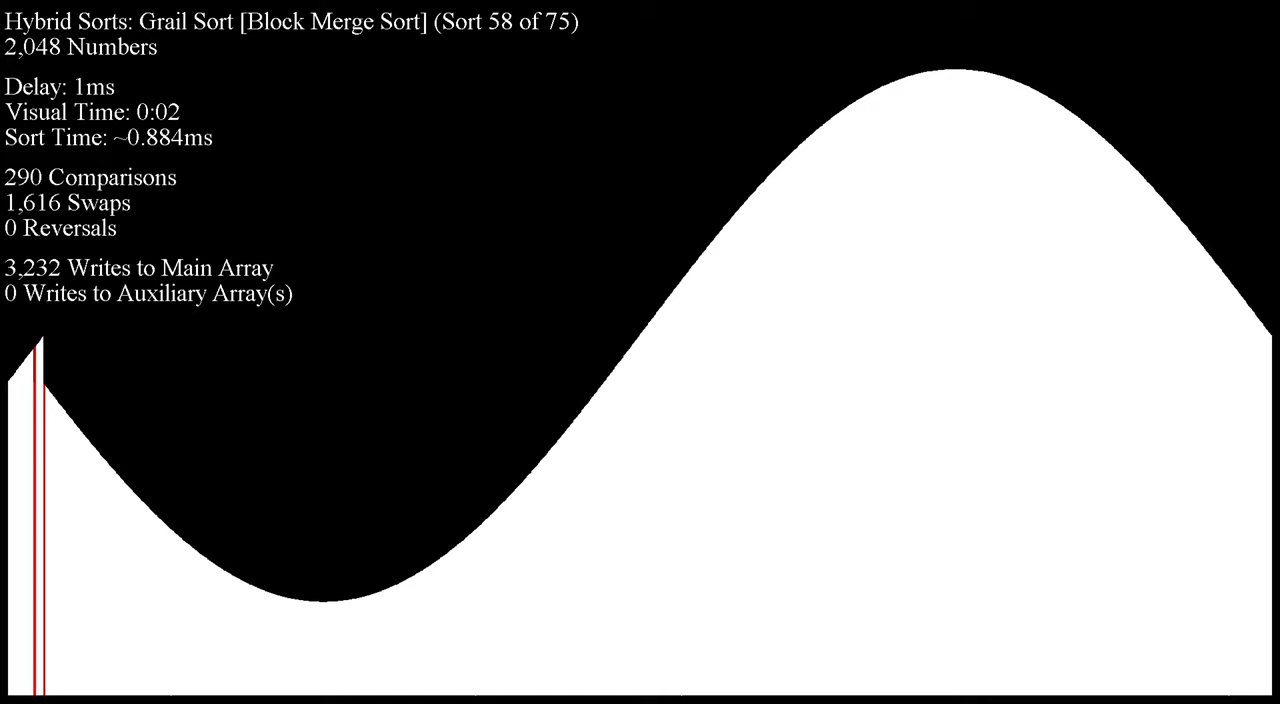 Hybrid Sorts: Grail Sort [Block Merge Sort] (Sort 58 of 75)
2,048 Numbers
Delay: 1ms
Visual Time: 0:02
Sort Time: ~0.884ms
290 Comparisons
1,616 Swaps
0 Reversals
3,232 Writes to Main Array
0 Writes to Auxiliary Array(s)